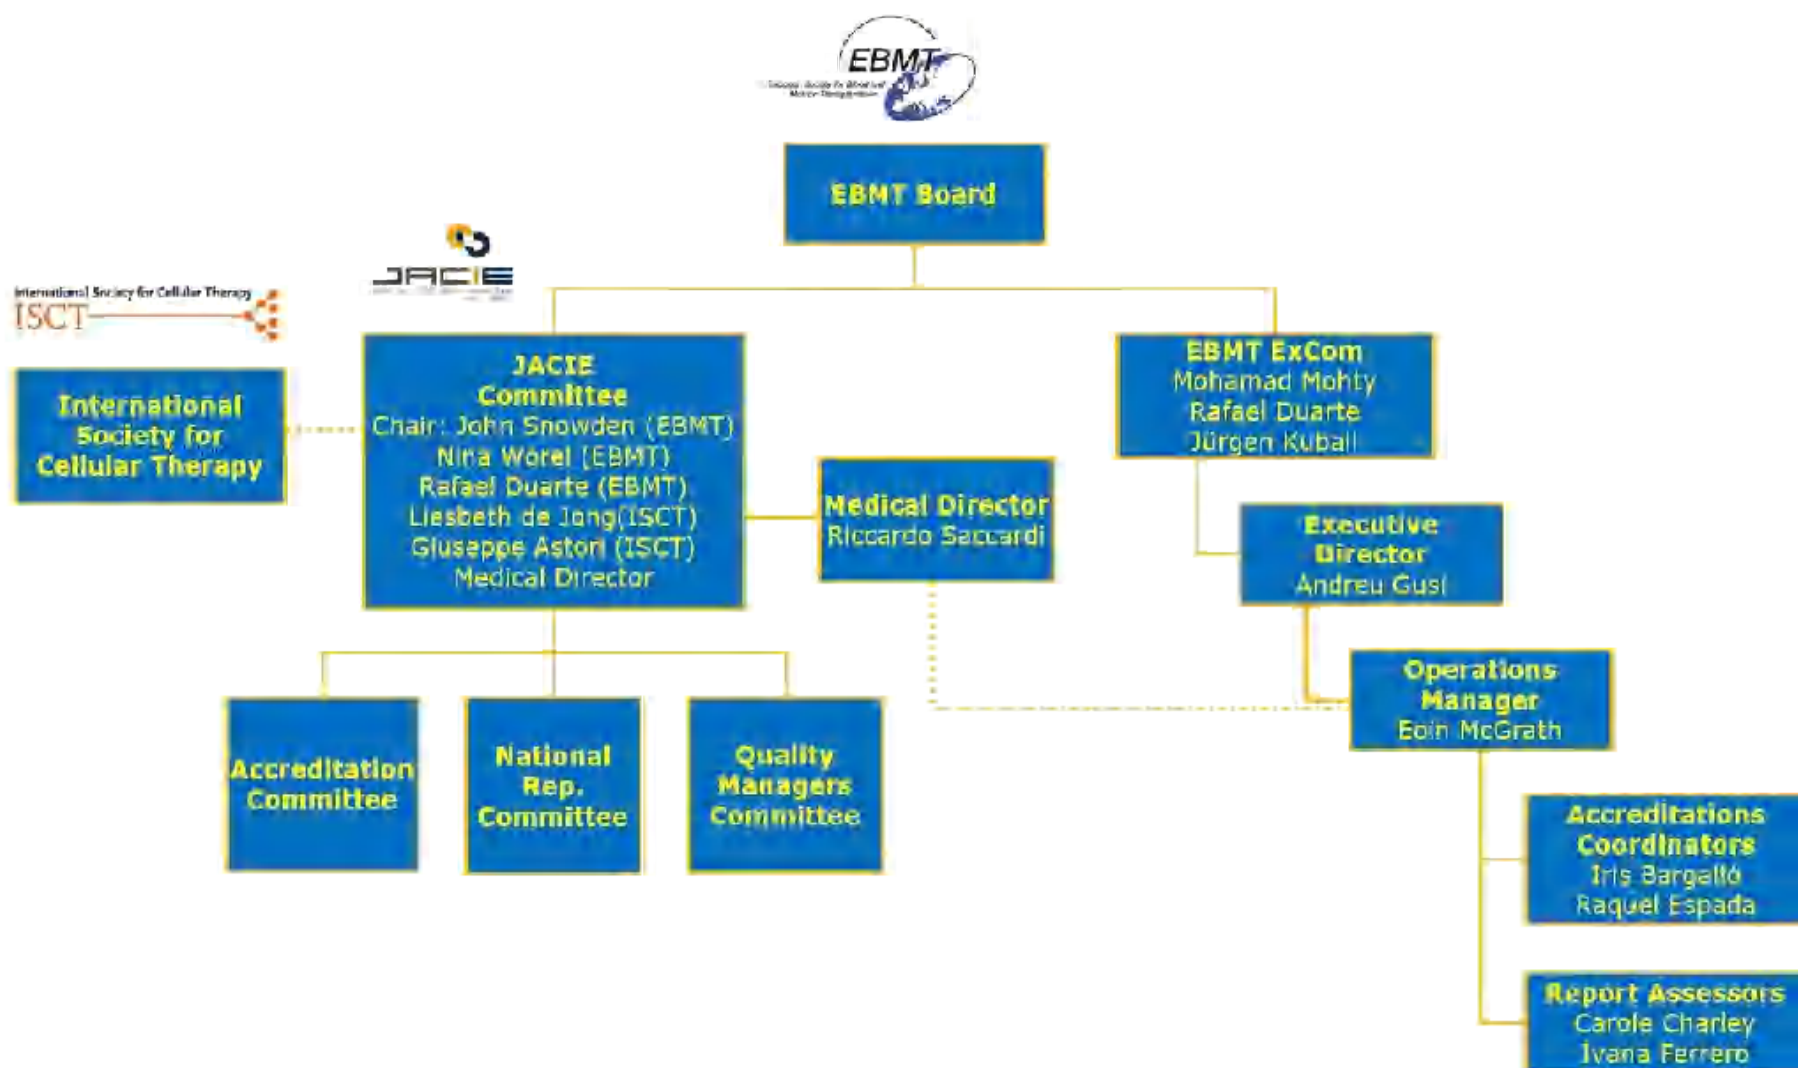 EBMT
EBMT Board
JACIE
International Society for Cellular Therapy
ISCT
International
Society for
Cellular Therapy
JACIE
Committee
Chair: John Snowden (EBMT)
Nina Worel (EBMT)
Rafael Duarte (EBMT)
Liesbeth de Jong(ISCT)
Giuseppe Astori (ISCT)
Medical Director
EBMT ExCom
Mohamad Mohty
Rafael Duarte
Jürgen Kuball
Medical Director
Riccardo Saccardi
Executive
Director
Andreu Gusi
Operations
Manager
Eoin McGrath
Accreditation
Committee
National
Rep.
Committee
Quality
Managers
Committee
Accreditations
Coordinators
Iris Bargalló
Raquel Espada
Report Assessors
Carole Charley
Ivana Ferrero